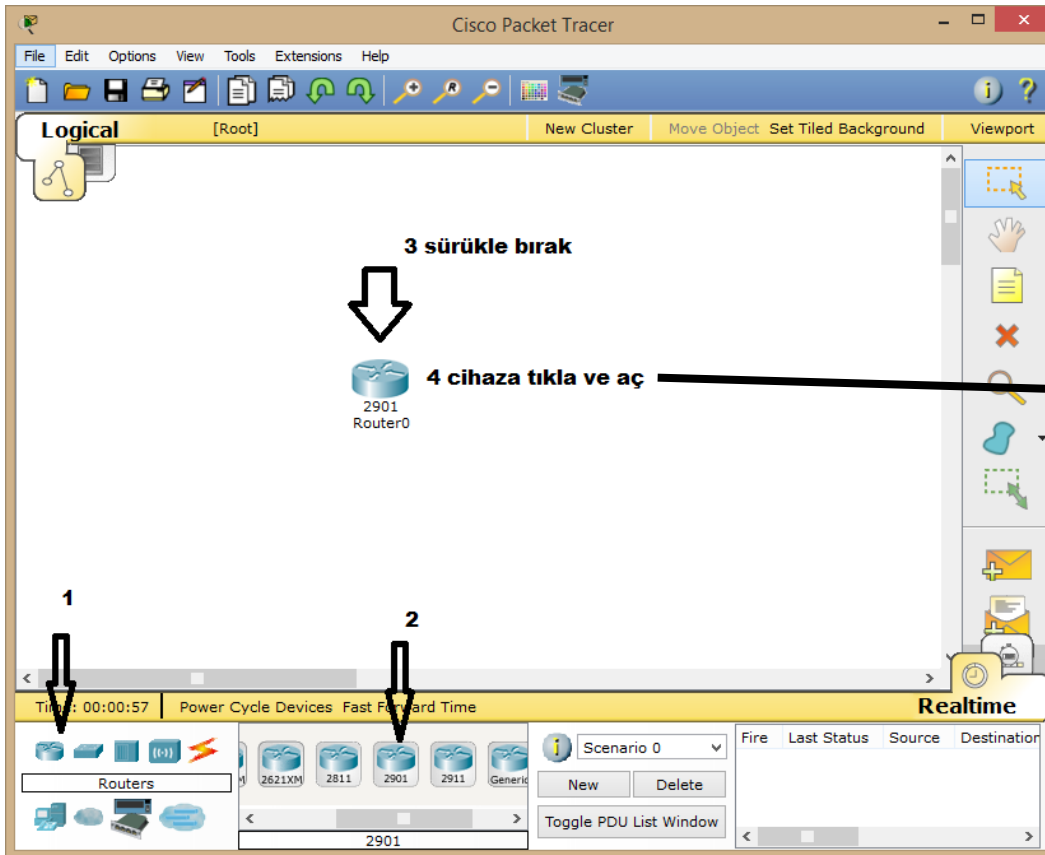 Cisco Packet Tracer
File Edit Options View Tools Extensions Help
Logical [Root] New Cluster Move Object Set Tiled Background Viewport
3 sürükle bırak
4 cihaza tıkla ve aç
2901
Router0
1
2
Time: 00:00:57 Power Cycle Devices Fast Forward Time Realtime
Routers
2621XM 2811 2901 2911 Generic
2901
Scenario 0
New Delete
Toggle PDU List Window
Fire Last Status Source Destination